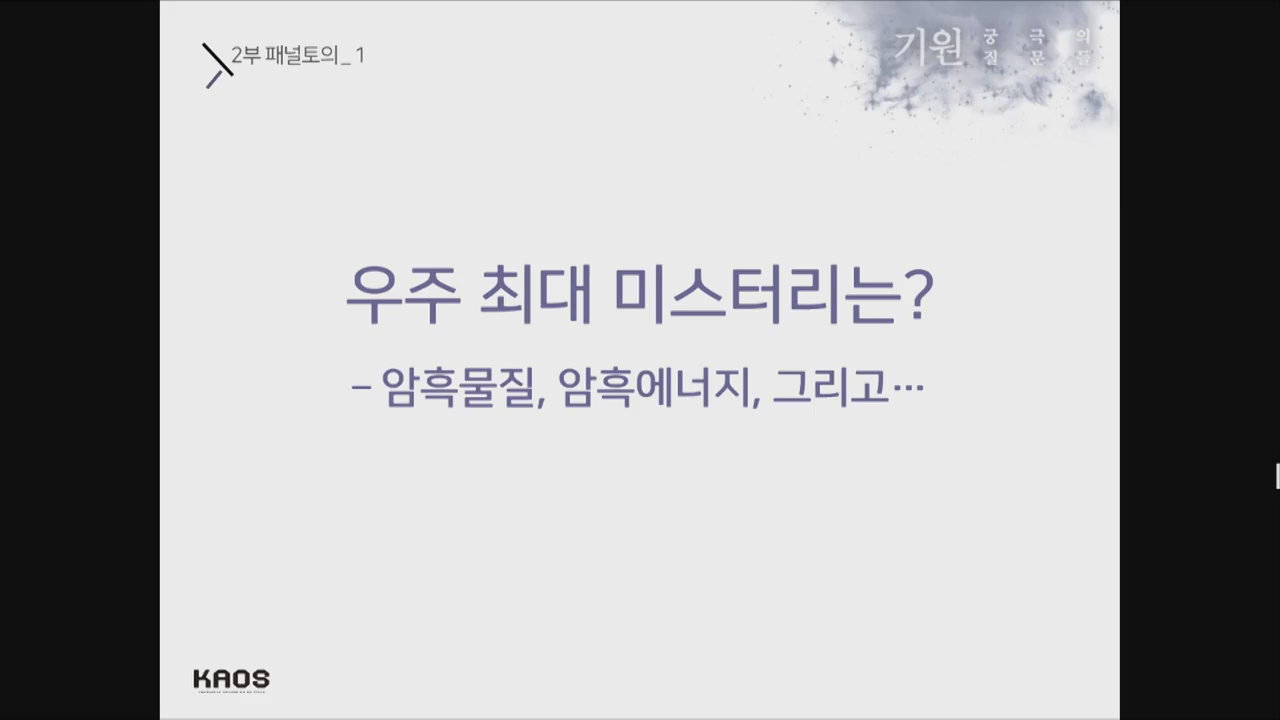 2부 패널토의_ 1
기원 궁극의 질문들
우주 최대 미스터리는?
– 암흑물질, 암흑에너지, 그리고…
KAOS